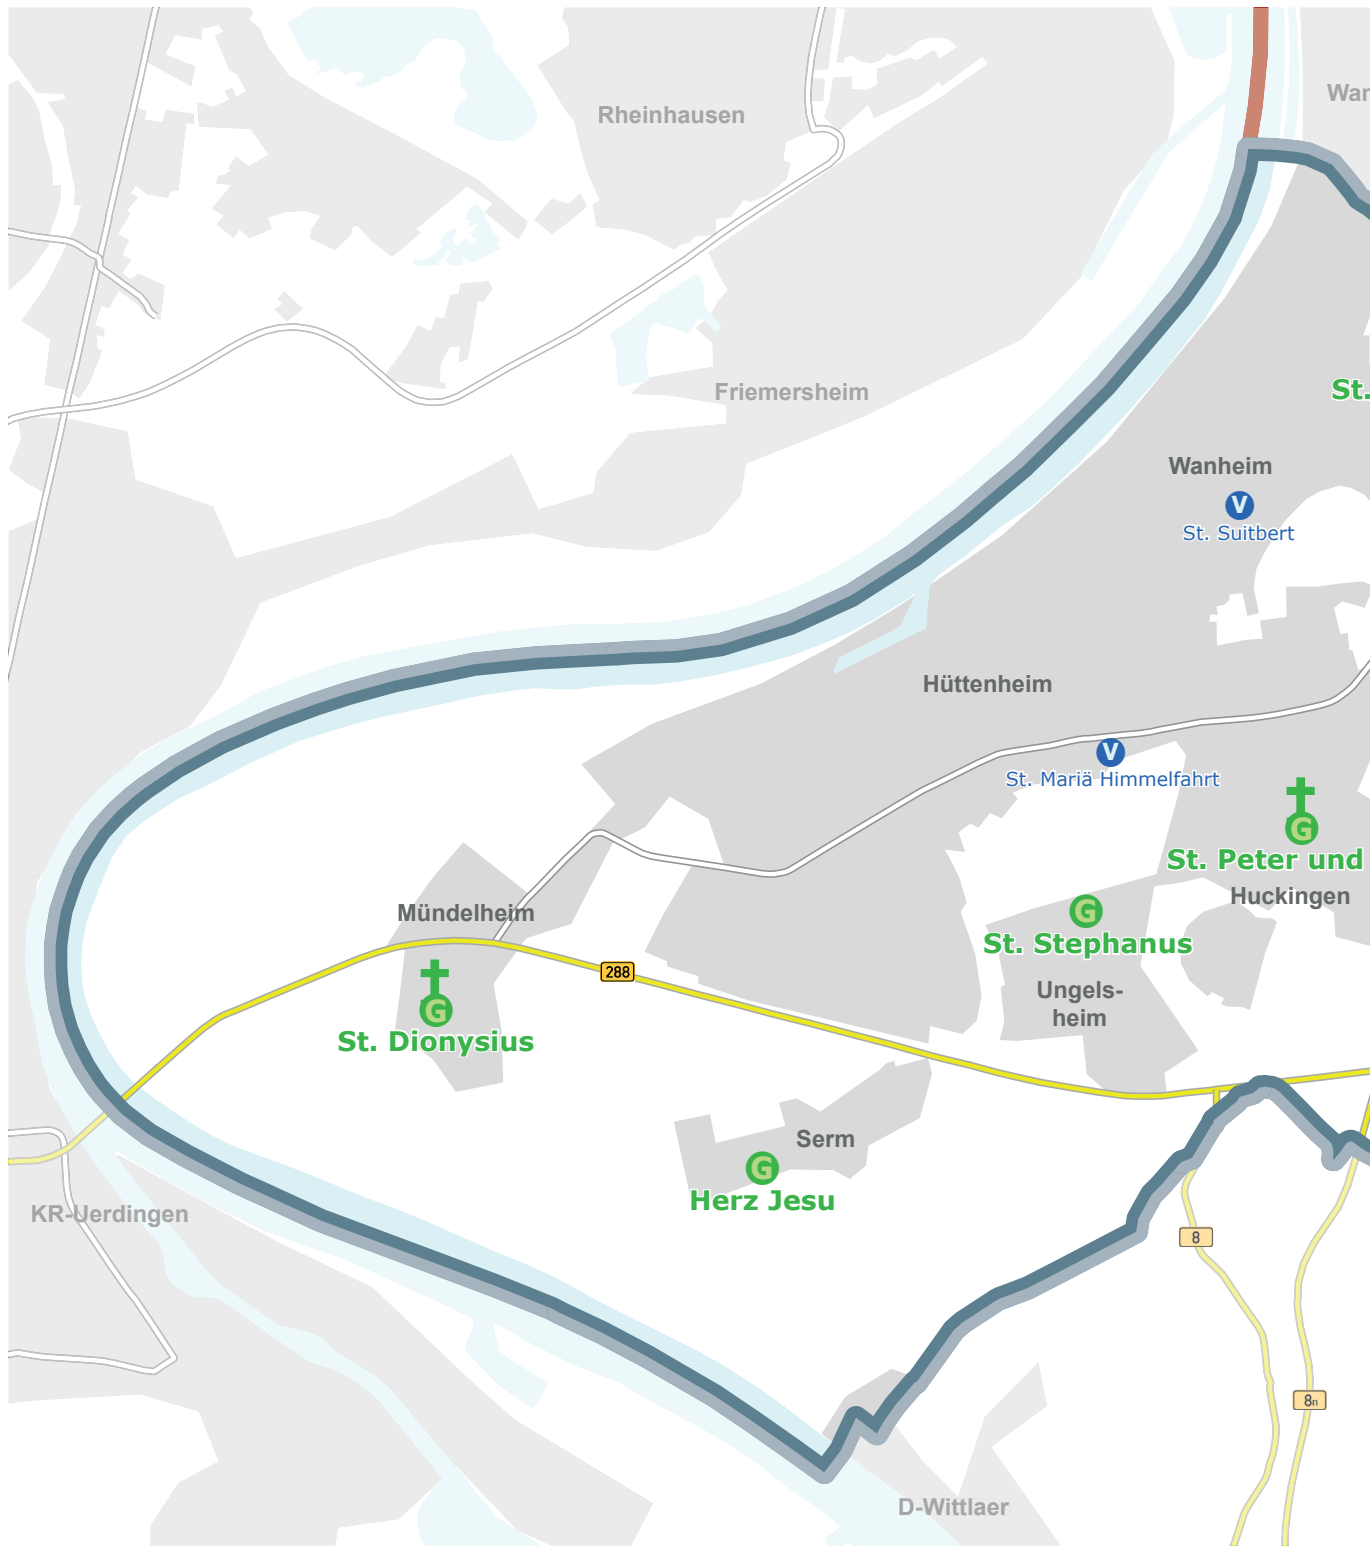 Rheinhausen
Wan
Friemersheim
St.
Wanheim
V
St. Suitbert
Hüttenheim
V
St. Mariä Himmelfahrt
G
St. Peter und
Huckingen
Mündelheim
G
St. Stephanus
288
Ungels-
heim
G
St. Dionysius
Serm
G
Herz Jesu
KR-Uerdingen
8
8n
D-Wittlaer